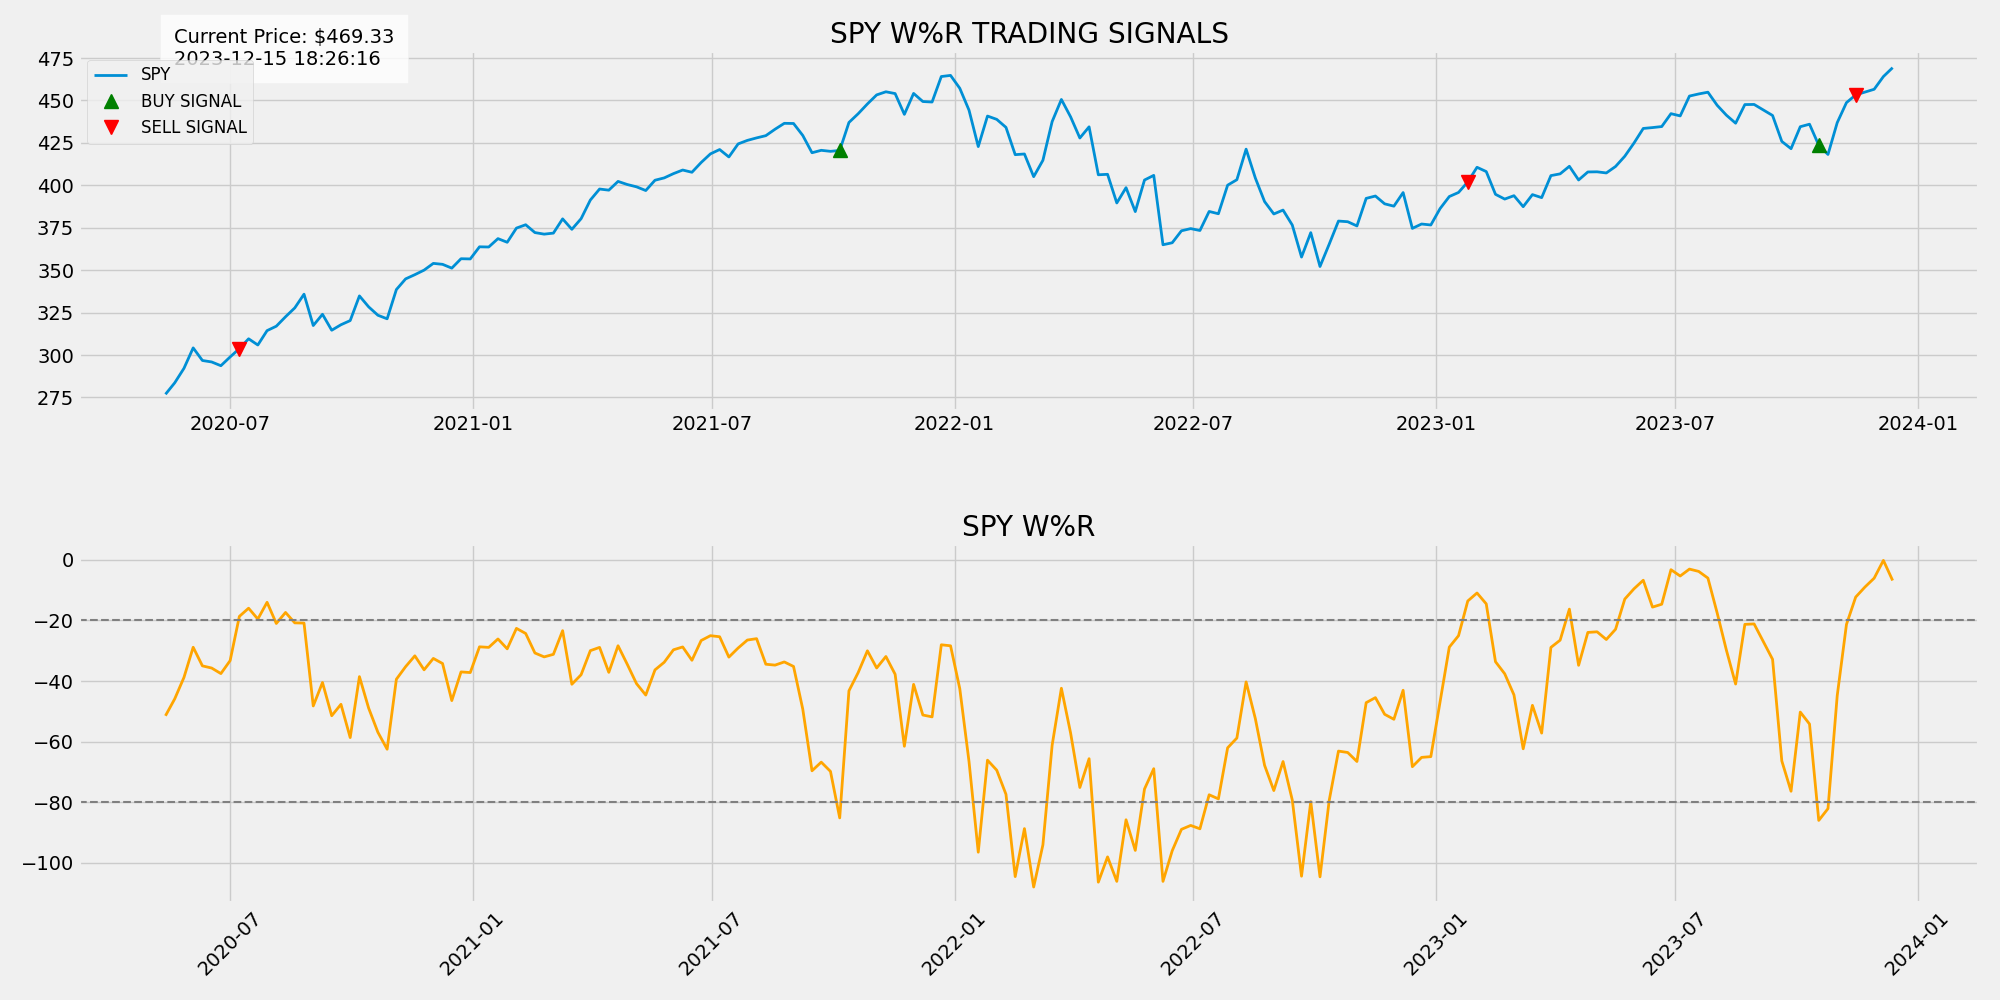 SPY W%R TRADING SIGNALS
Current Price: $469.33
2023-12-15 18:26:16
SPY
BUY SIGNAL
SELL SIGNAL
475
450
425
400
375
350
325
300
275
2020-07 2021-01 2021-07 2022-01 2022-07 2023-01 2023-07 2024-01
SPY W%R
0
−20
−40
−60
−80
−100
2020-07 2021-01 2021-07 2022-01 2022-07 2023-01 2023-07 2024-01